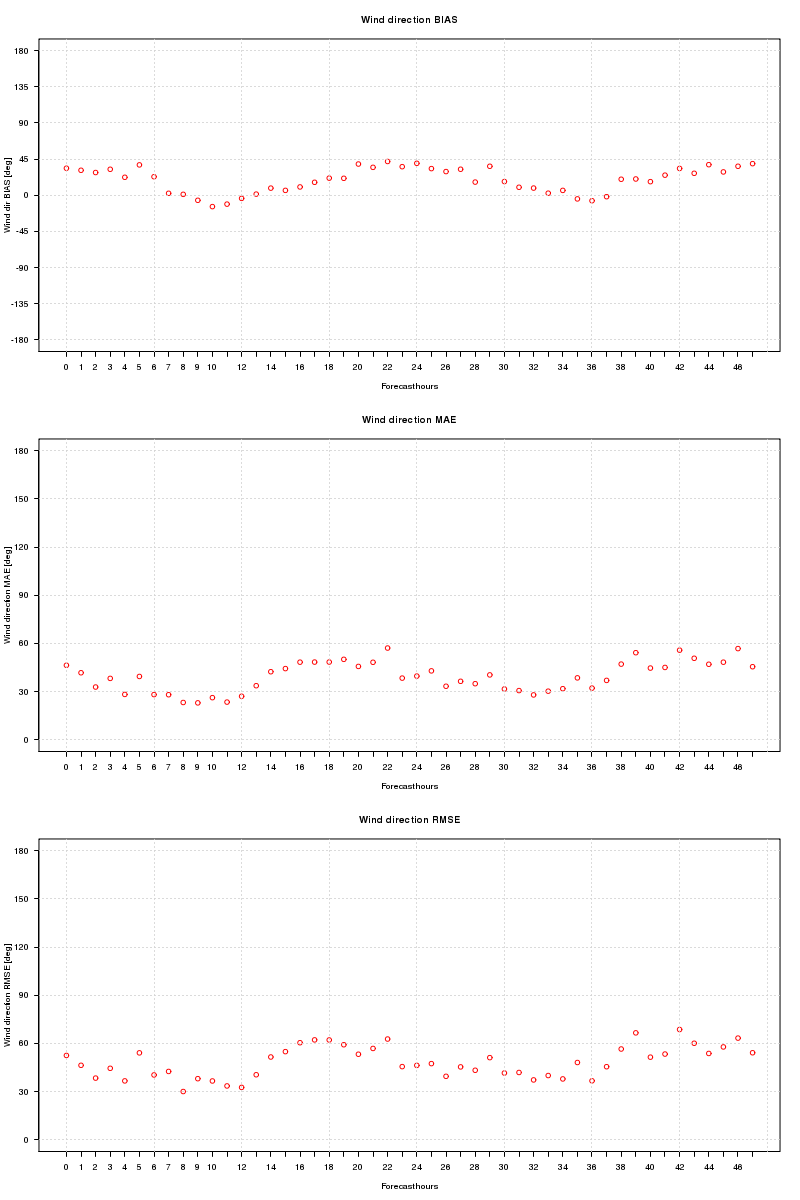 Wind direction BIAS
Wind dir BIAS [deg]
180
135
90
45
0
-45
-90
-135
-180
0 1 2 3 4 5 6 7 8 9 10 12 14 16 18 20 22 24 26 28 30 32 34 36 38 40 42 44 46
Forecasthours
Wind direction MAE
Wind direction MAE [deg]
180
150
120
90
60
30
0
0 1 2 3 4 5 6 7 8 9 10 12 14 16 18 20 22 24 26 28 30 32 34 36 38 40 42 44 46
Forecasthours
Wind direction RMSE
Wind direction RMSE [deg]
180
150
120
90
60
30
0
0 1 2 3 4 5 6 7 8 9 10 12 14 16 18 20 22 24 26 28 30 32 34 36 38 40 42 44 46
Forecasthours